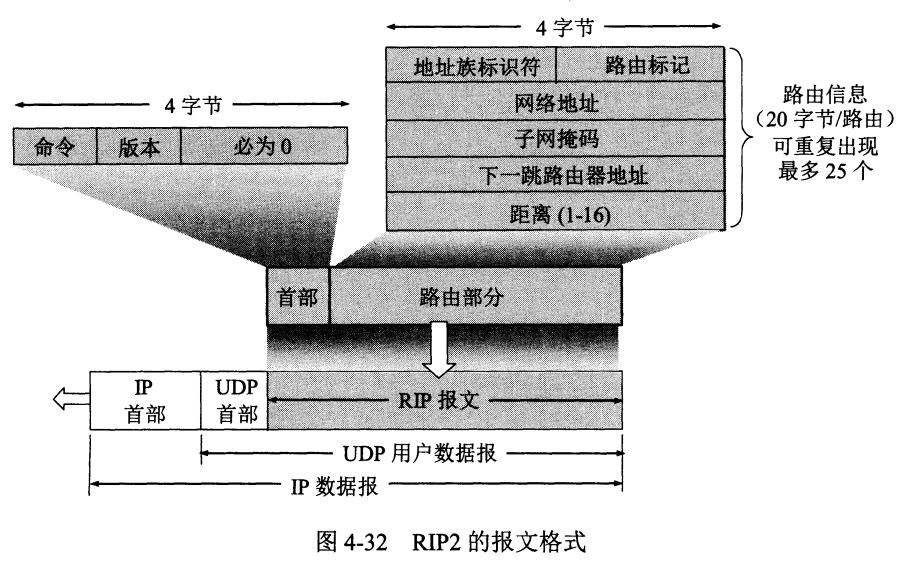 4 字节
地址族标识符
路由标记
网络地址
子网掩码
下一跳路由器地址
距离 (1-16)
路由信息
(20 字节/路由)
可重复出现
最多 25 个
4 字节
命令
版本
必为 0
首部
路由部分
IP
首部
UDP
首部
RIP 报文
UDP 用户数据报
IP 数据报
图 4-32 RIP2 的报文格式